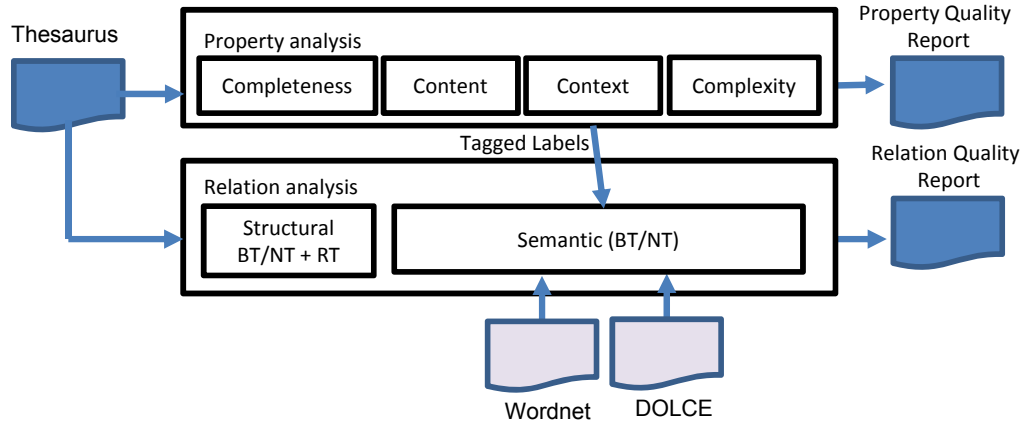 Thesaurus
Property analysis
Completeness
Content
Context
Complexity
Property Quality
Report
Tagged Labels
Relation analysis
Structural
BT/NT + RT
Semantic (BT/NT)
Relation Quality
Report
Wordnet
DOLCE